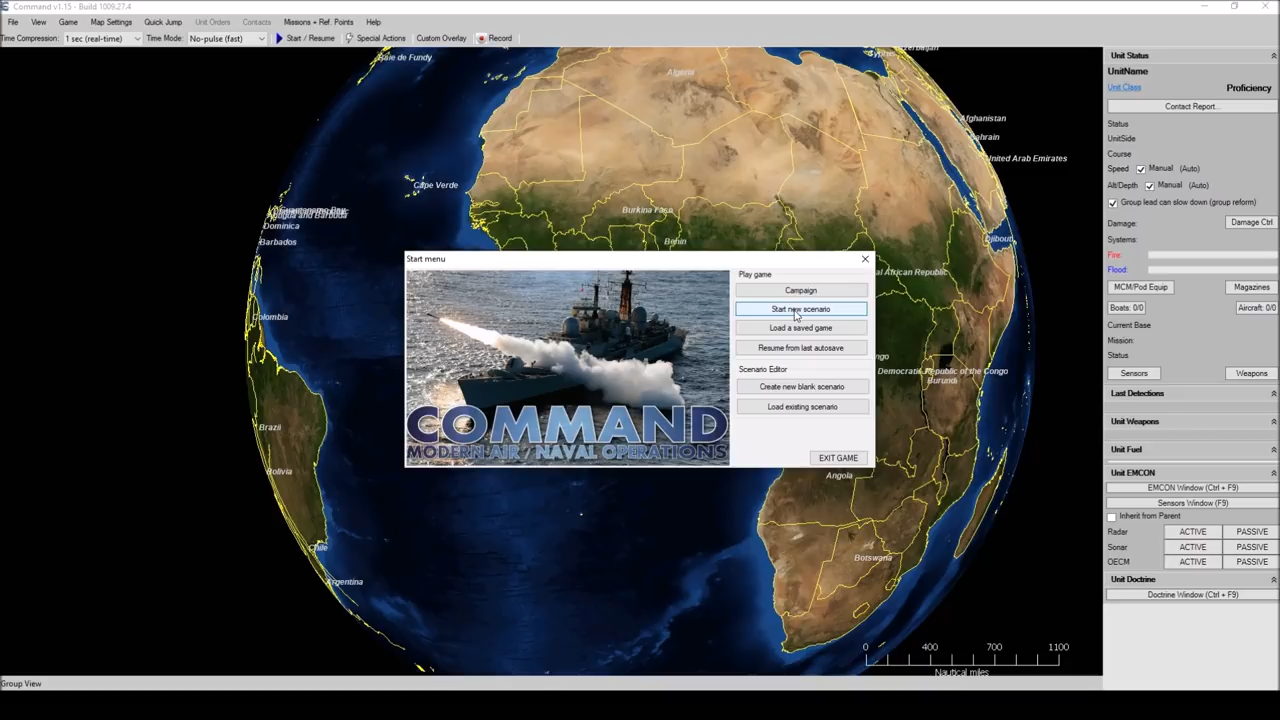 Command v1.15 - Build 1009.27.4
File View Game Map Settings Quick Jump Unit Orders Contacts Missions + Ref. Points Help
Time Compression: 1 sec (real-time) Time Mode: No-pulse (fast) Start / Resume Special Actions Custom Overlay Record
Baie de Fundy
Algeria
Afghanistan
Bahrain
United Arab Emirates
Cape Verde
Burkina Faso
Benin
Djibouti
Dominica
Barbados
Colombia
Brazil
Bolivia
Chile
Argentina
Democratic Republic of the Congo
Burundi
Angola
Botswana
Start menu
Play game
Campaign
Start new scenario
Load a saved game
Resume from last autosave
Scenario Editor
Create new blank scenario
Load existing scenario
EXIT GAME
COMMAND
MODERN AIR / NAVAL OPERATIONS
0 400 700 1100
Nautical miles
Group View
Unit Status
UnitName
Unit Class Proficiency
Contact Report...
Status
UnitSide
Course
Speed Manual (Auto)
Alt/Depth Manual (Auto)
Group lead can slow down (group reform)
Damage: Damage Ctrl
Systems:
Fire:
Flood:
MCM/Pod Equip Magazines
Boats: 0/0 Aircraft: 0/0
Current Base
Mission:
Status
Sensors Weapons
Last Detections
Unit Weapons
Unit Fuel
Unit EMCON
EMCON Window (Ctrl + F9)
Sensors Window (F9)
Inherit from Parent
Radar ACTIVE PASSIVE
Sonar ACTIVE PASSIVE
OECM ACTIVE PASSIVE
Unit Doctrine
Doctrine Window (Ctrl + F9)